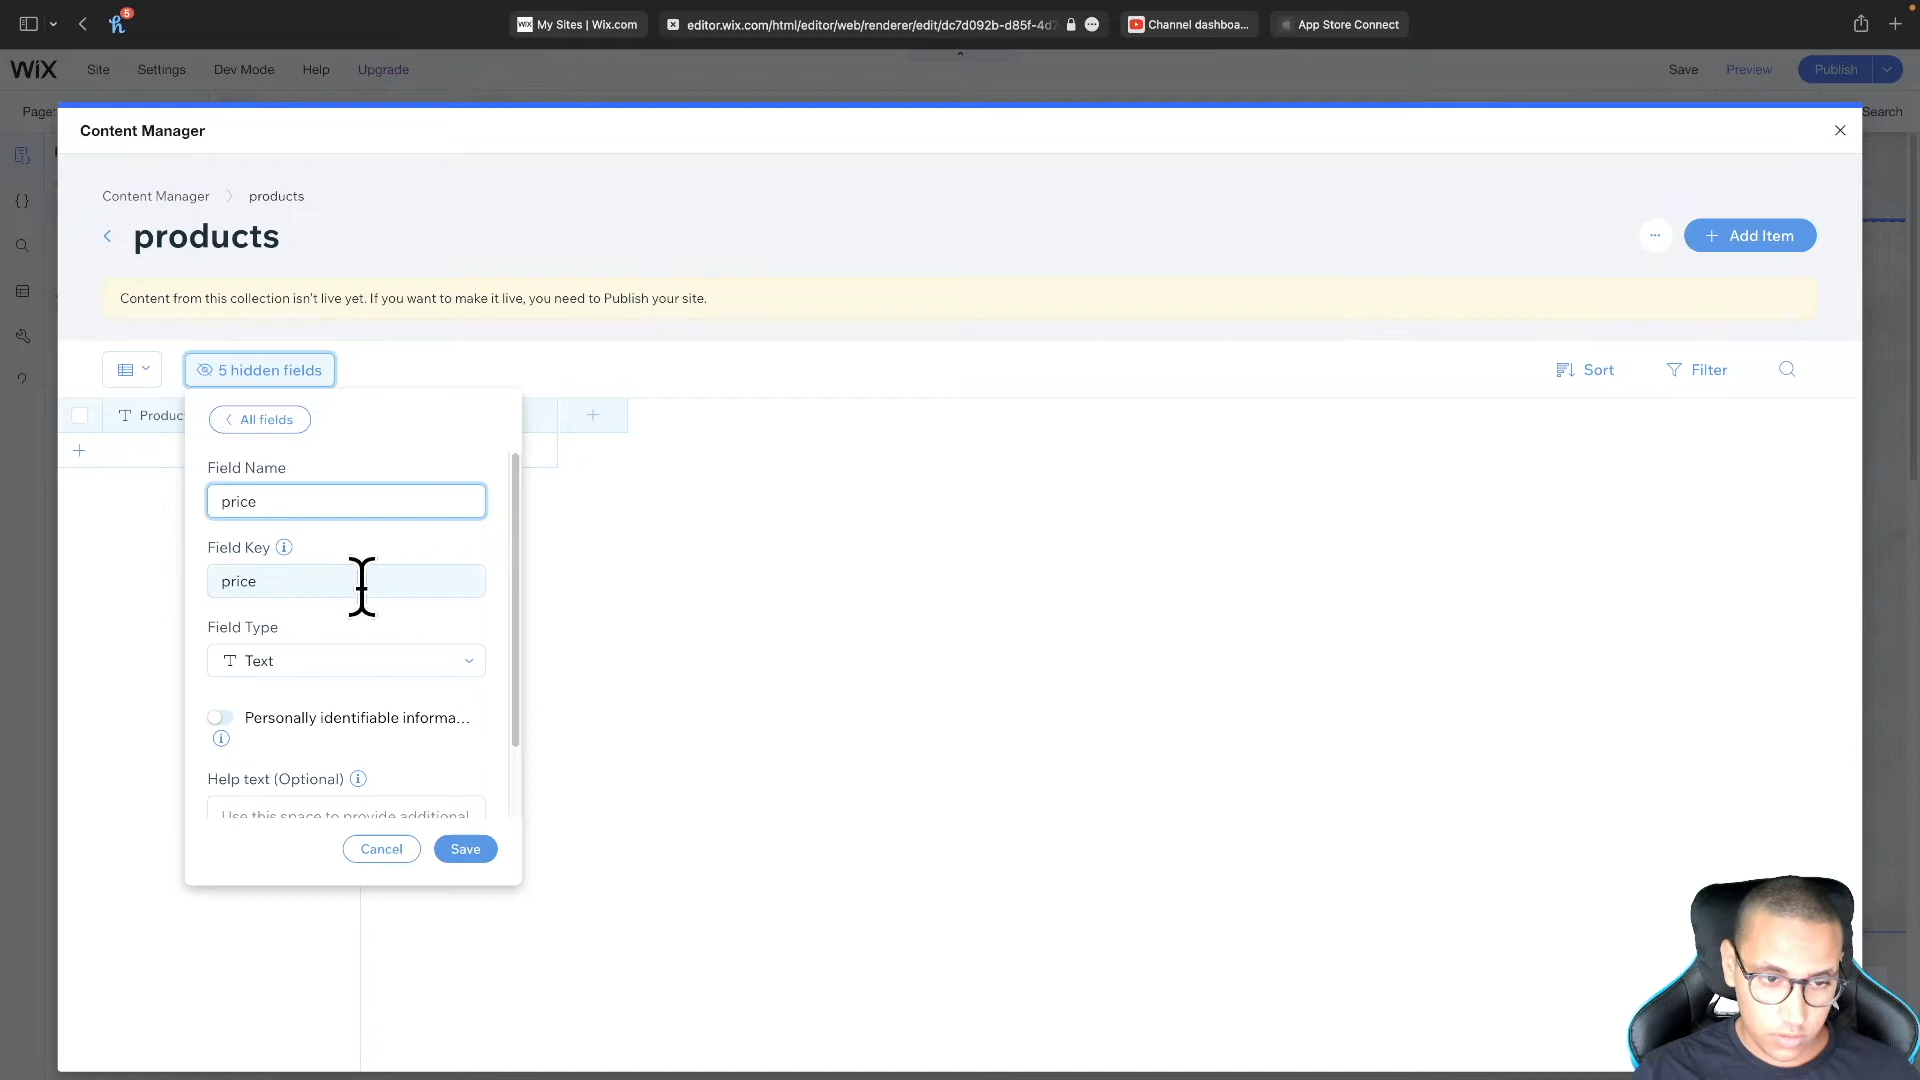 5
My Sites | Wix.com
editor.wix.com/html/editor/web/renderer/edit/dc7d092b-d85f-4d7
Channel dashboa...
App Store Connect
WIX
Site
Settings
Dev Mode
Help
Upgrade
Save
Preview
Publish
Page:
Search
Content Manager
Content Manager
products
products
+ Add Item
Content from this collection isn't live yet. If you want to make it live, you need to Publish your site.
5 hidden fields
Sort
Filter
Produc
All fields
Field Name
price
Field Key
price
Field Type
Text
Personally identifiable informa...
Help text (Optional)
Use this space to provide additional
Cancel
Save